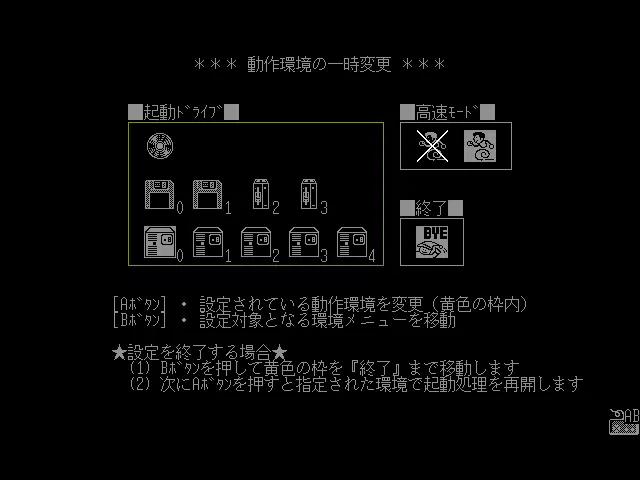 ＊＊＊ 動作環境の一時変更 ＊＊＊
■起動ﾄﾞﾗｲﾌﾞ■
■高速ﾓｰﾄﾞ■
0 1 2 3
■終了■
BYE
0 1 2 3 4
[Aﾎﾞﾀﾝ] ・ 設定されている動作環境を変更（黄色の枠内）
[Bﾎﾞﾀﾝ] ・ 設定対象となる環境メニューを移動
★設定を終了する場合★
(1) Bﾎﾞﾀﾝを押して黄色の枠を『終了』まで移動します
(2) 次にAﾎﾞﾀﾝを押すと指定された環境で起動処理を再開します
AB